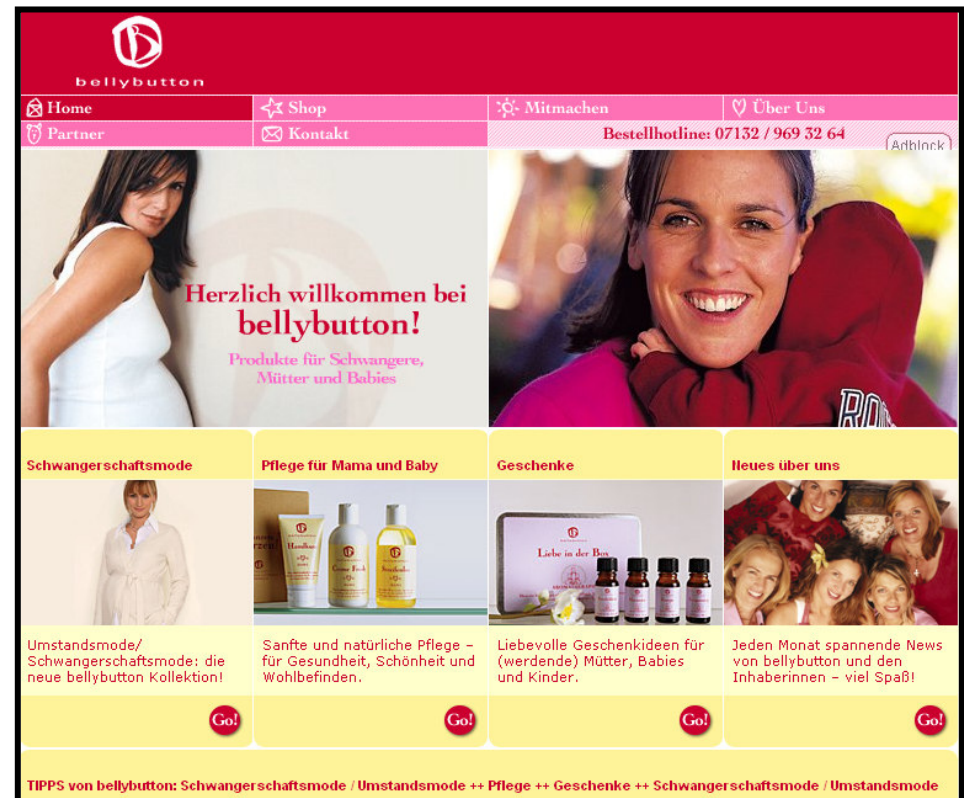 bellybutton
Home
Shop
Mitmachen
Über Uns
Partner
Kontakt
Bestellhotline: 07132 / 969 32 64
Adblock
Herzlich willkommen bei
bellybutton!
Produkte für Schwangere,
Mütter und Babies
Schwangerschaftsmode
Pflege für Mama und Baby
Geschenke
Neues über uns
Liebe in der Box
Umstandsmode/
Schwangerschaftsmode: die
neue bellybutton Kollektion!
Sanfte und natürliche Pflege –
für Gesundheit, Schönheit und
Wohlbefinden.
Liebevolle Geschenkideen für
(werdende) Mütter, Babies
und Kinder.
Jeden Monat spannende News
von bellybutton und den
Inhaberinnen – viel Spaß!
Go!
Go!
Go!
Go!
TIPPS von bellybutton: Schwangerschaftsmode / Umstandsmode ++ Pflege ++ Geschenke ++ Schwangerschaftsmode / Umstandsmode